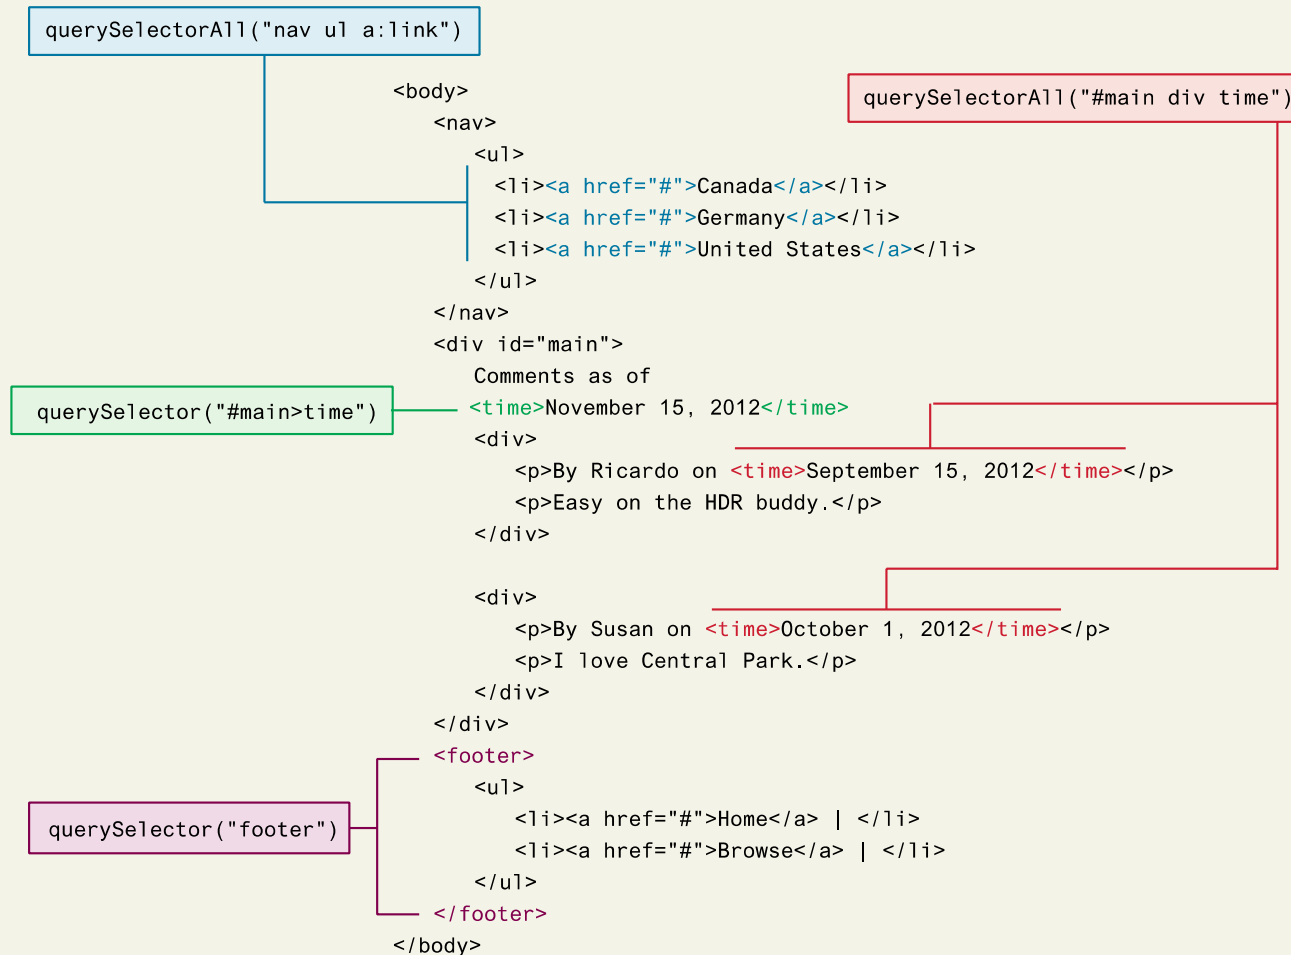 querySelectorAll("nav ul a:link")
<body>
querySelectorAll("#main div time")
<nav>
<ul>
<li><a href="#">Canada</a></li>
<li><a href="#">Germany</a></li>
<li><a href="#">United States</a></li>
</ul>
</nav>
<div id="main">
Comments as of
querySelector("#main>time")
<time>November 15, 2012</time>
<div>
<p>By Ricardo on <time>September 15, 2012</time></p>
<p>Easy on the HDR buddy.</p>
</div>
<div>
<p>By Susan on <time>October 1, 2012</time></p>
<p>I love Central Park.</p>
</div>
</div>
<footer>
<ul>
<li><a href="#">Home</a> | </li>
querySelector("footer")
<li><a href="#">Browse</a> | </li>
</ul>
</footer>
</body>